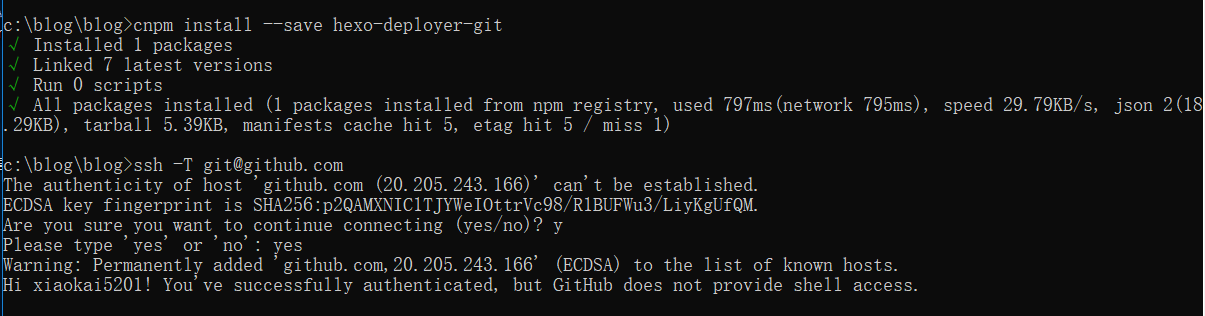 c:\blog\blog>cnpm install --save hexo-deployer-git
√ Installed 1 packages
√ Linked 7 latest versions
√ Run 0 scripts
√ All packages installed (1 packages installed from npm registry, used 797ms(network 795ms), speed 29.79KB/s, json 2(18
.29KB), tarball 5.39KB, manifests cache hit 5, etag hit 5 / miss 1)
c:\blog\blog>ssh -T git@github.com
The authenticity of host 'github.com (20.205.243.166)' can't be established.
ECDSA key fingerprint is SHA256:p2QAMXNIC1TJYWeIOttrVc98/R1BUFWu3/LiyKgUfQM.
Are you sure you want to continue connecting (yes/no)? y
Please type 'yes' or 'no': yes
Warning: Permanently added 'github.com,20.205.243.166' (ECDSA) to the list of known hosts.
Hi xiaokai5201! You've successfully authenticated, but GitHub does not provide shell access.